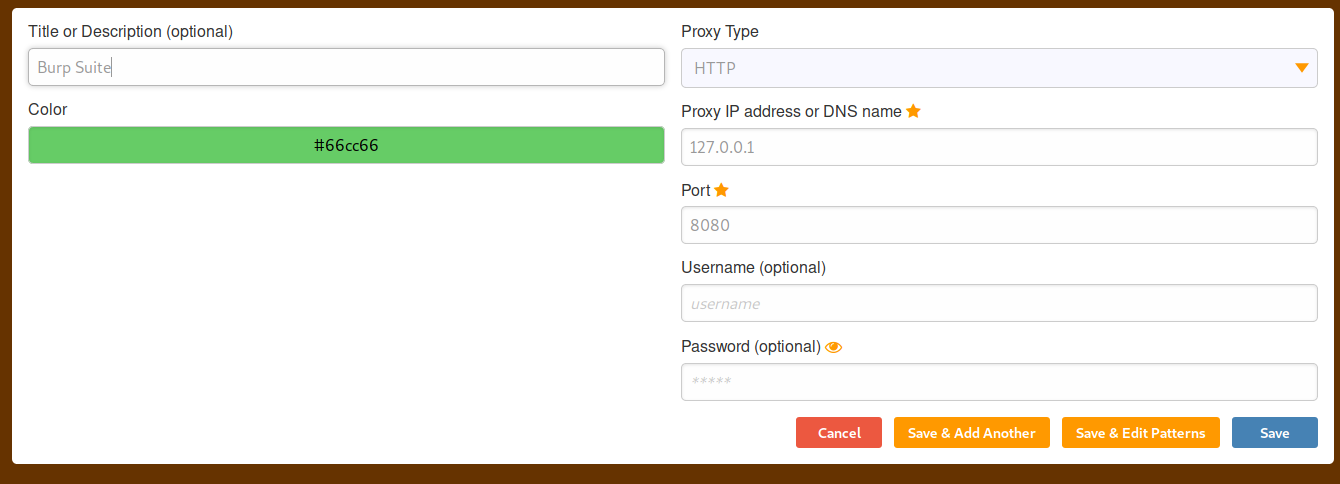 Title or Description (optional)
Burp Suite
Color
#66cc66
Proxy Type
HTTP
Proxy IP address or DNS name
127.0.0.1
Port
8080
Username (optional)
username
Password (optional)
*****
Cancel
Save & Add Another
Save & Edit Patterns
Save